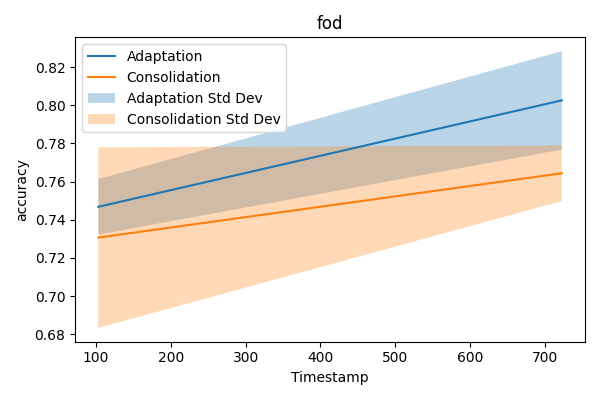 fod
Adaptation
Consolidation
Adaptation Std Dev
Consolidation Std Dev
accuracy
0.82
0.80
0.78
0.76
0.74
0.72
0.70
0.68
100 200 300 400 500 600 700
Timestamp